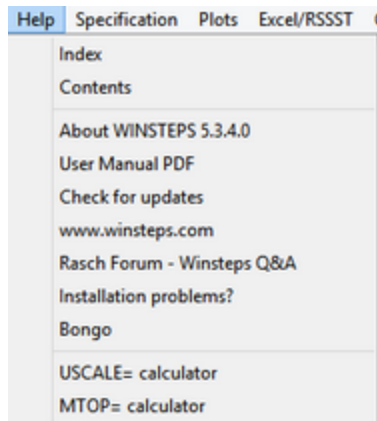 Help Specification Plots Excel/RSSST
Index
Contents
About WINSTEPS 5.3.4.0
User Manual PDF
Check for updates
www.winsteps.com
Rasch Forum - Winsteps Q&A
Installation problems?
Bongo
USCALE= calculator
MTOP= calculator